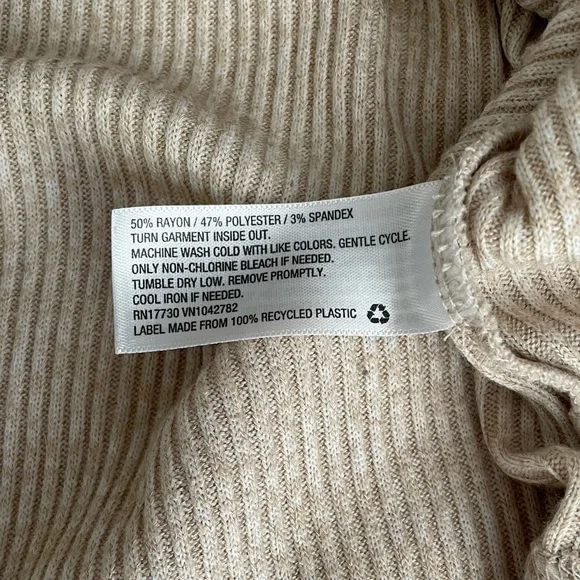 50% RAYON / 47% POLYESTER / 3% SPANDEX
TURN GARMENT INSIDE OUT.
MACHINE WASH COLD WITH LIKE COLORS. GENTLE CYCLE.
ONLY NON-CHLORINE BLEACH IF NEEDED.
TUMBLE DRY LOW. REMOVE PROMPTLY.
COOL IRON IF NEEDED.
RN17730 VN1042782
LABEL MADE FROM 100% RECYCLED PLASTIC